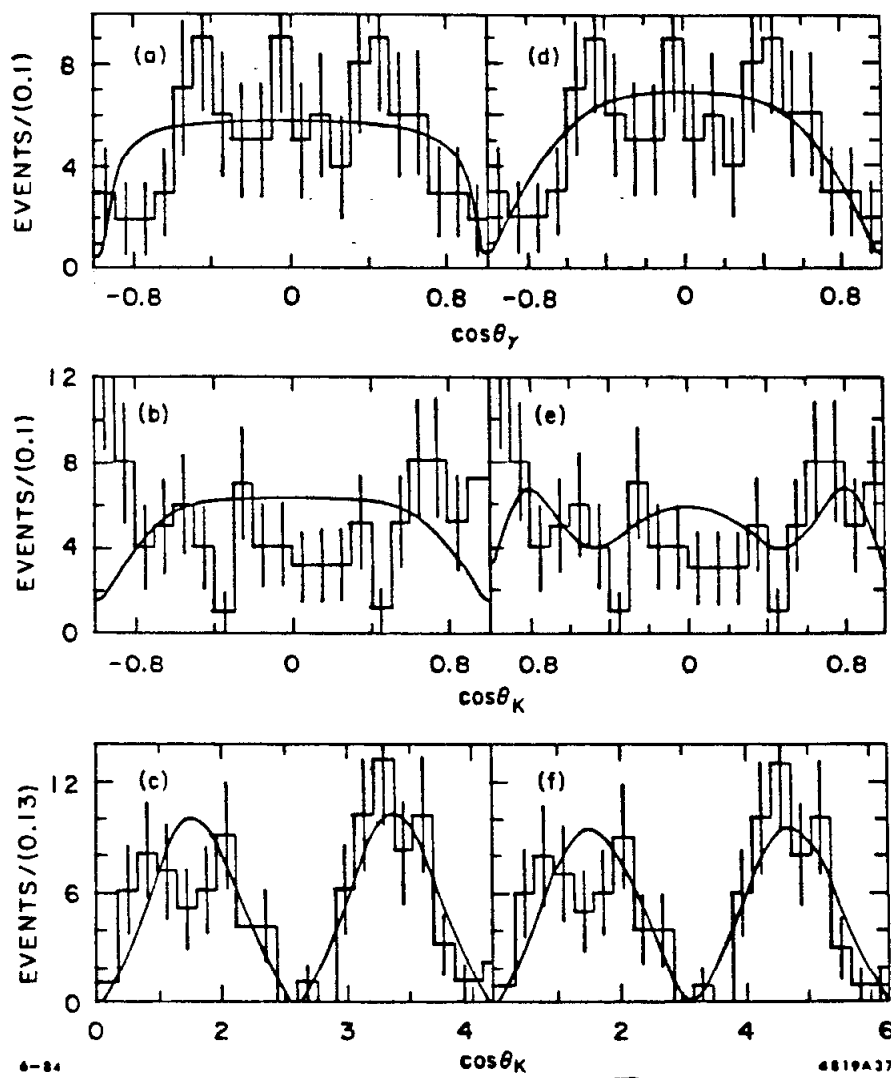 EVENTS/(0.1)
8
4
0
(a)
(d)
-0.8 0 0.8 -0.8 0 0.8
cosθγ
EVENTS/(0.1)
12
8
4
0
(b)
(e)
-0.8 0 0.8 0.8 0 0.8
cosθK
EVENTS/(0.13)
12
6
0
(c)
(f)
0 2 3 4 2 4 6
cosθK
6-84
4819A37